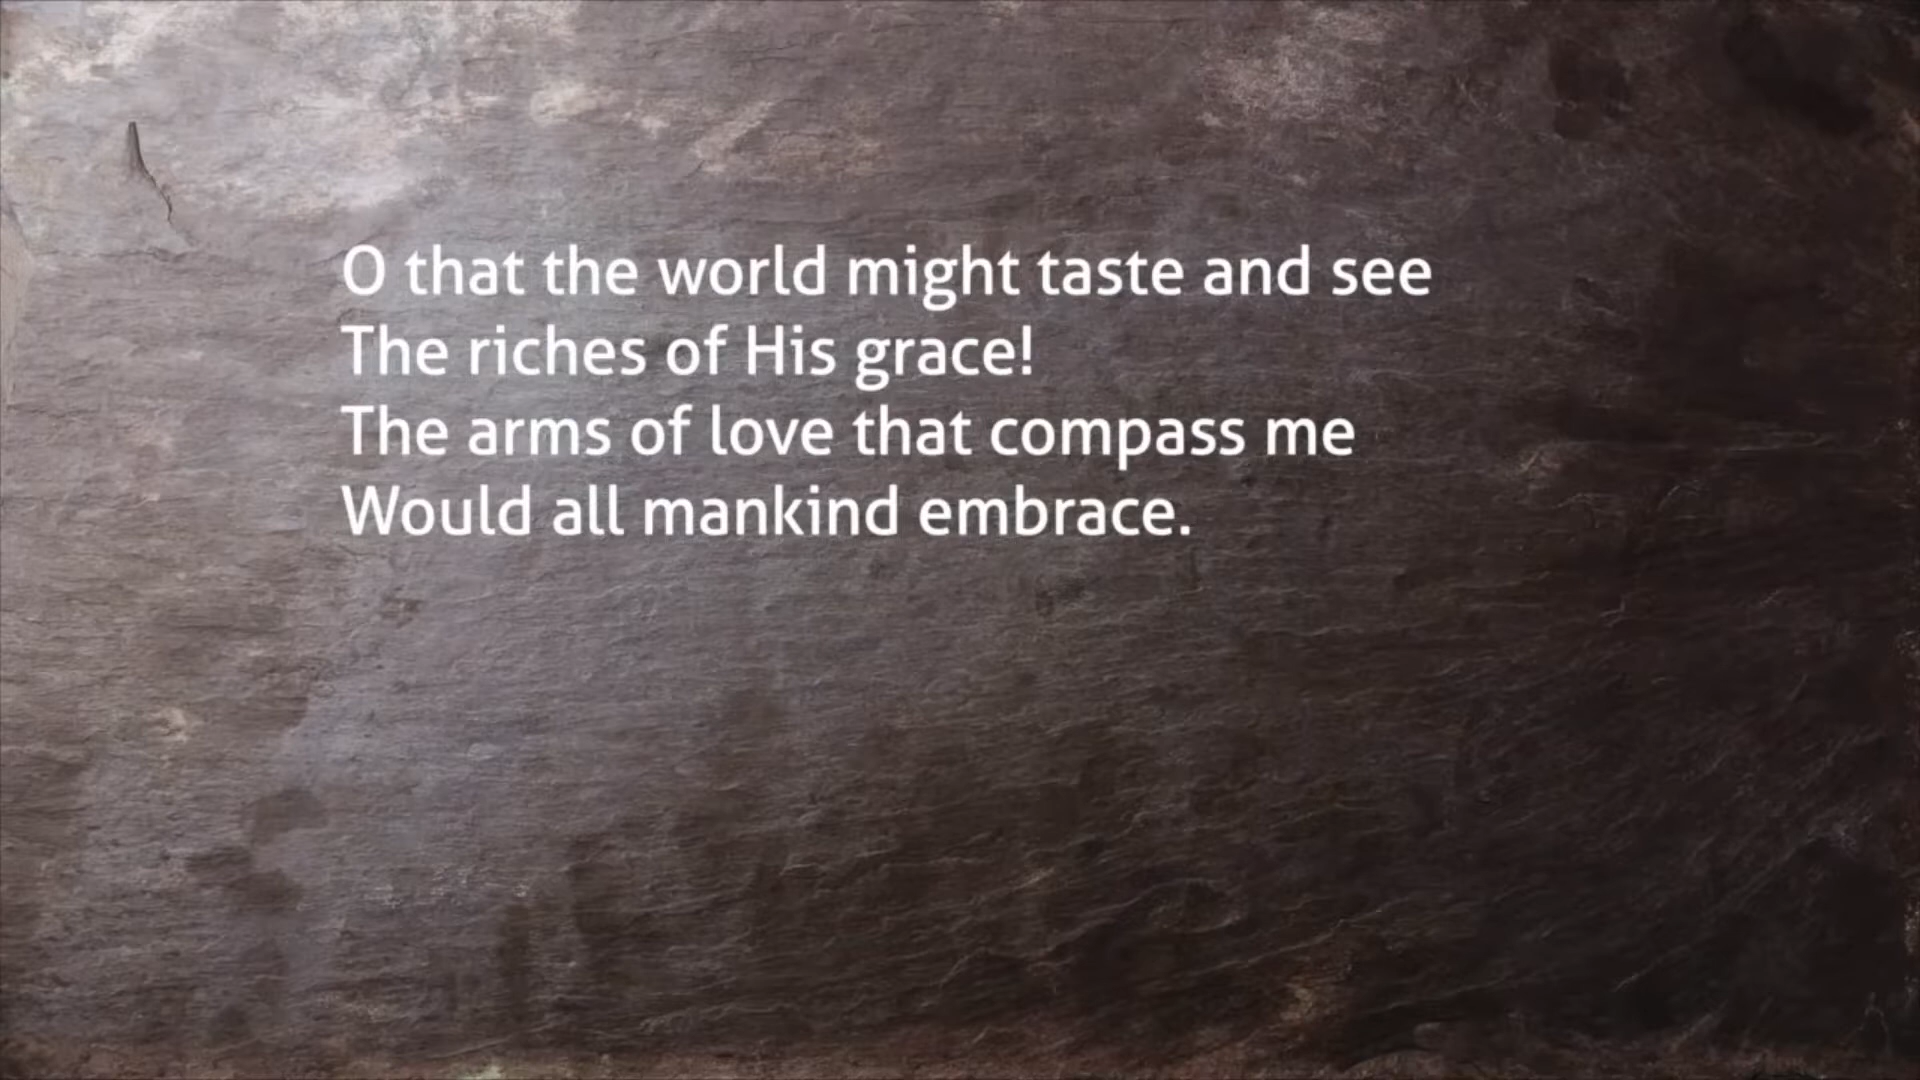 O that the world might taste and see
The riches of His grace!
The arms of love that compass me
Would all mankind embrace.